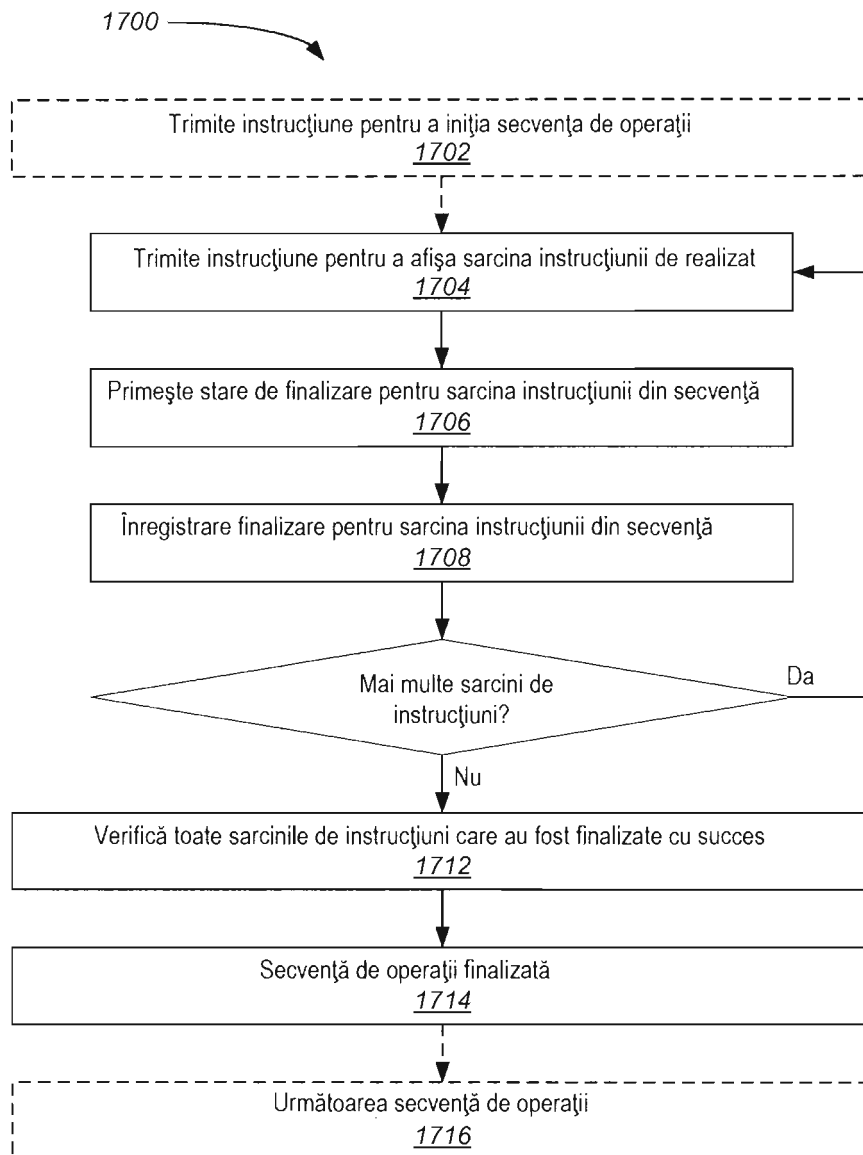 1700
Trimite instrucţiune pentru a iniţia secvenţa de operaţii
1702
Trimite instrucţiune pentru a afişa sarcina instrucţiunii de realizat
1704
Primeşte stare de finalizare pentru sarcina instrucţiunii din secvenţă
1706
Înregistrare finalizare pentru sarcina instrucţiunii din secvenţă
1708
Mai multe sarcini de
instrucţiuni?
Da
Nu
Verifică toate sarcinile de instrucţiuni care au fost finalizate cu succes
1712
Secvenţă de operaţii finalizată
1714
Următoarea secvenţă de operaţii
1716